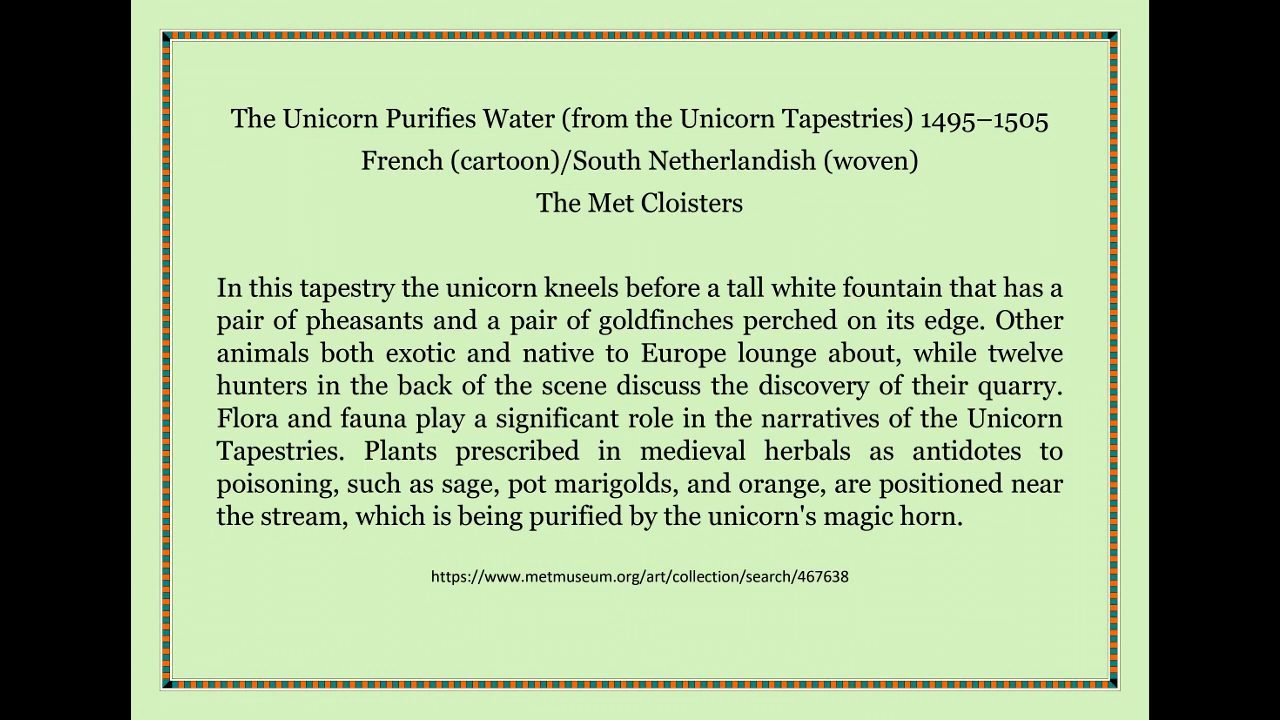 The Unicorn Purifies Water (from the Unicorn Tapestries) 1495–1505
French (cartoon)/South Netherlandish (woven)
The Met Cloisters
In this tapestry the unicorn kneels before a tall white fountain that has a
pair of pheasants and a pair of goldfinches perched on its edge. Other
animals both exotic and native to Europe lounge about, while twelve
hunters in the back of the scene discuss the discovery of their quarry.
Flora and fauna play a significant role in the narratives of the Unicorn
Tapestries. Plants prescribed in medieval herbals as antidotes to
poisoning, such as sage, pot marigolds, and orange, are positioned near
the stream, which is being purified by the unicorn's magic horn.
https://www.metmuseum.org/art/collection/search/467638